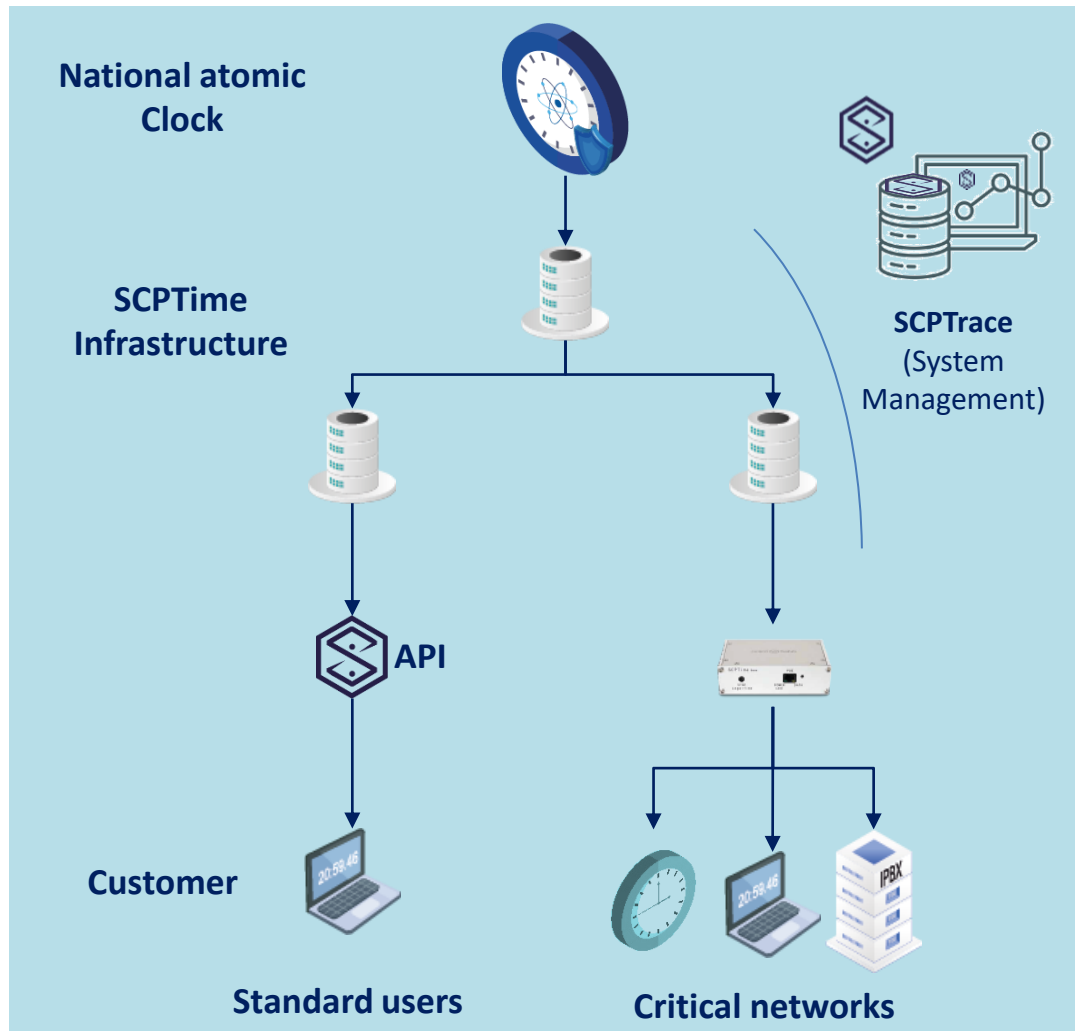 National atomic
Clock
SCPTime
Infrastructure
SCPTrace
(System
Management)
API
20:59.46
20:59.46
IPBX
Customer
Standard users
Critical networks